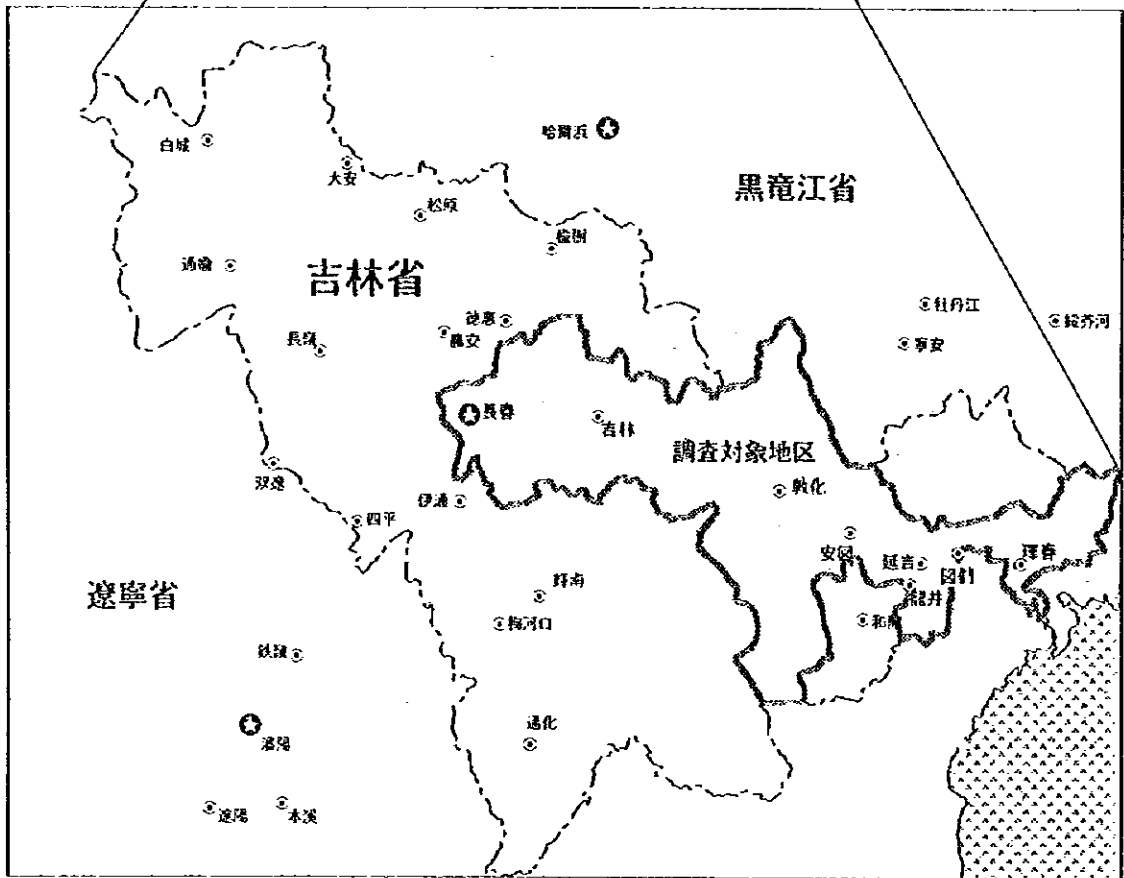 白城
哈爾浜
大安
黒竜江省
松原
楡樹
通楡
吉林省
牡丹江
徳惠
農安
綏芬河
長嶺
寧安
長春
吉林
調査対象地区
双遼
敦化
伊通
四平
安図
延吉
図們
琿春
遼寧省
龍井
輝南
和龍
梅河口
鉄嶺
通化
瀋陽
遼陽
本溪